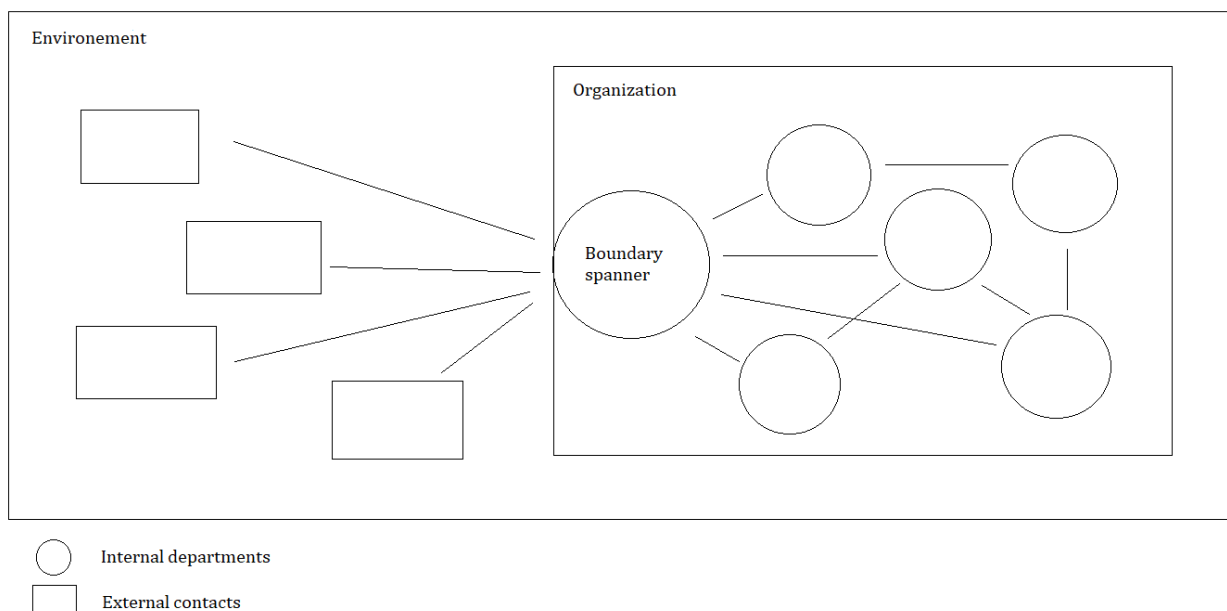 Environement
Organization
Boundary
spanner
Internal departments
External contacts